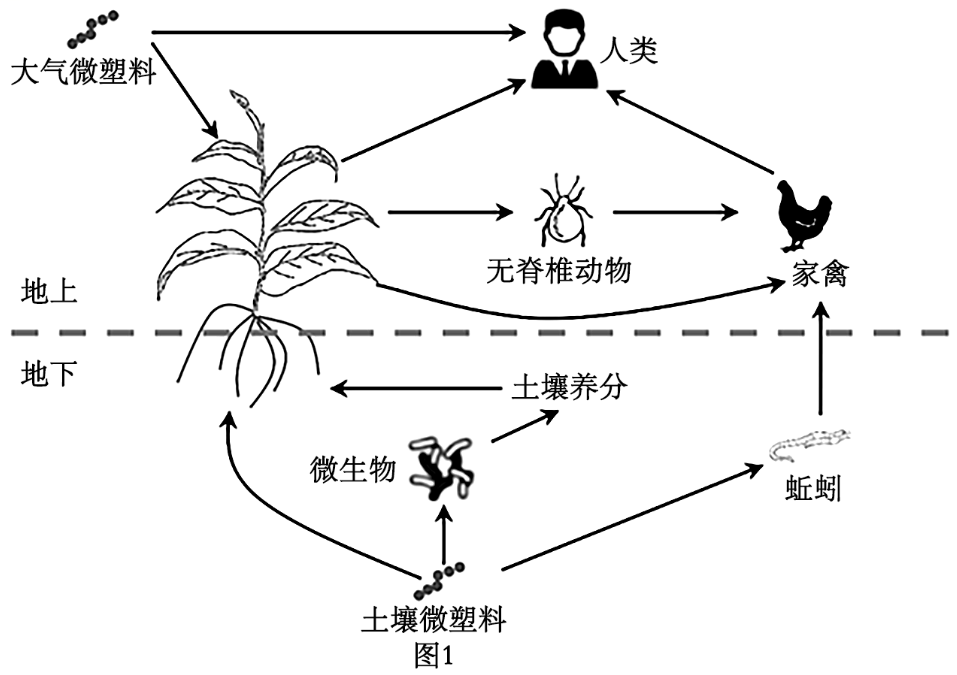 人类
大气微塑料
无脊椎动物
家禽
地上
地下
土壤养分
微生物
蚯蚓
土壤微塑料
图1